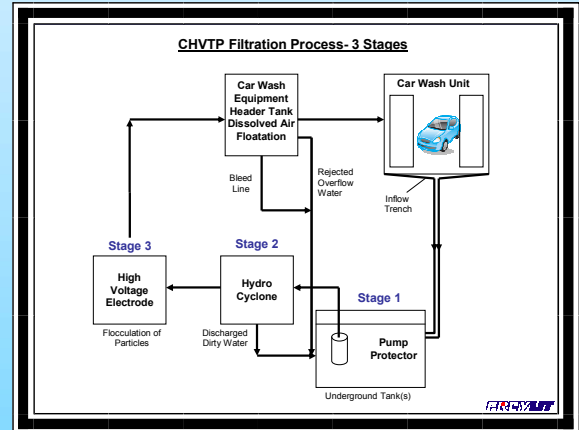 CHVTP Filtration Process- 3 Stages
Car Wash
Equipment
Header Tank
Dissolved Air
Floatation
Car Wash Unit
Bleed
Line
Rejected
Overflow
Water
Inflow
Trench
Stage 3
Stage 2
Stage 1
High
Voltage
Electrode
Hydro
Cyclone
Pump
Protector
Flocculation of
Particles
Discharged
Dirty Water
Underground Tank(s)